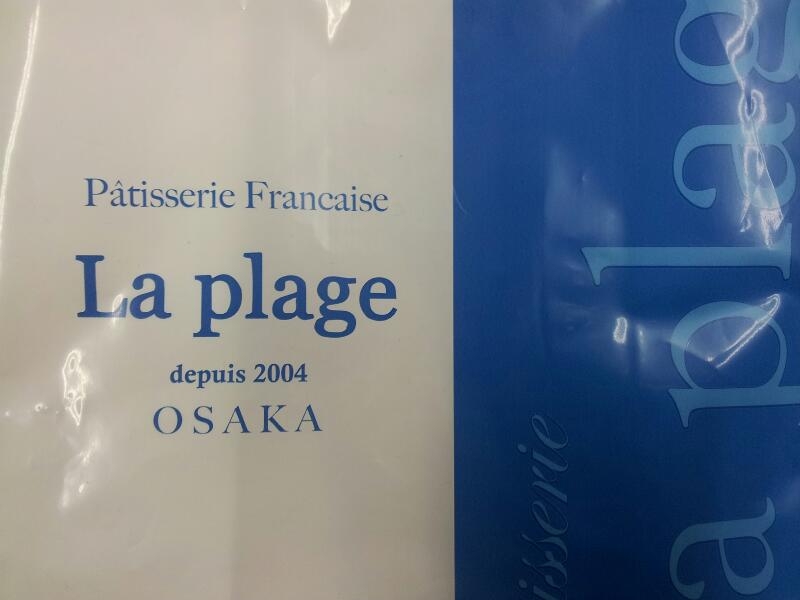 Pâtisserie Francaise
La plage
depuis 2004
OSAKA
isserie
a plag